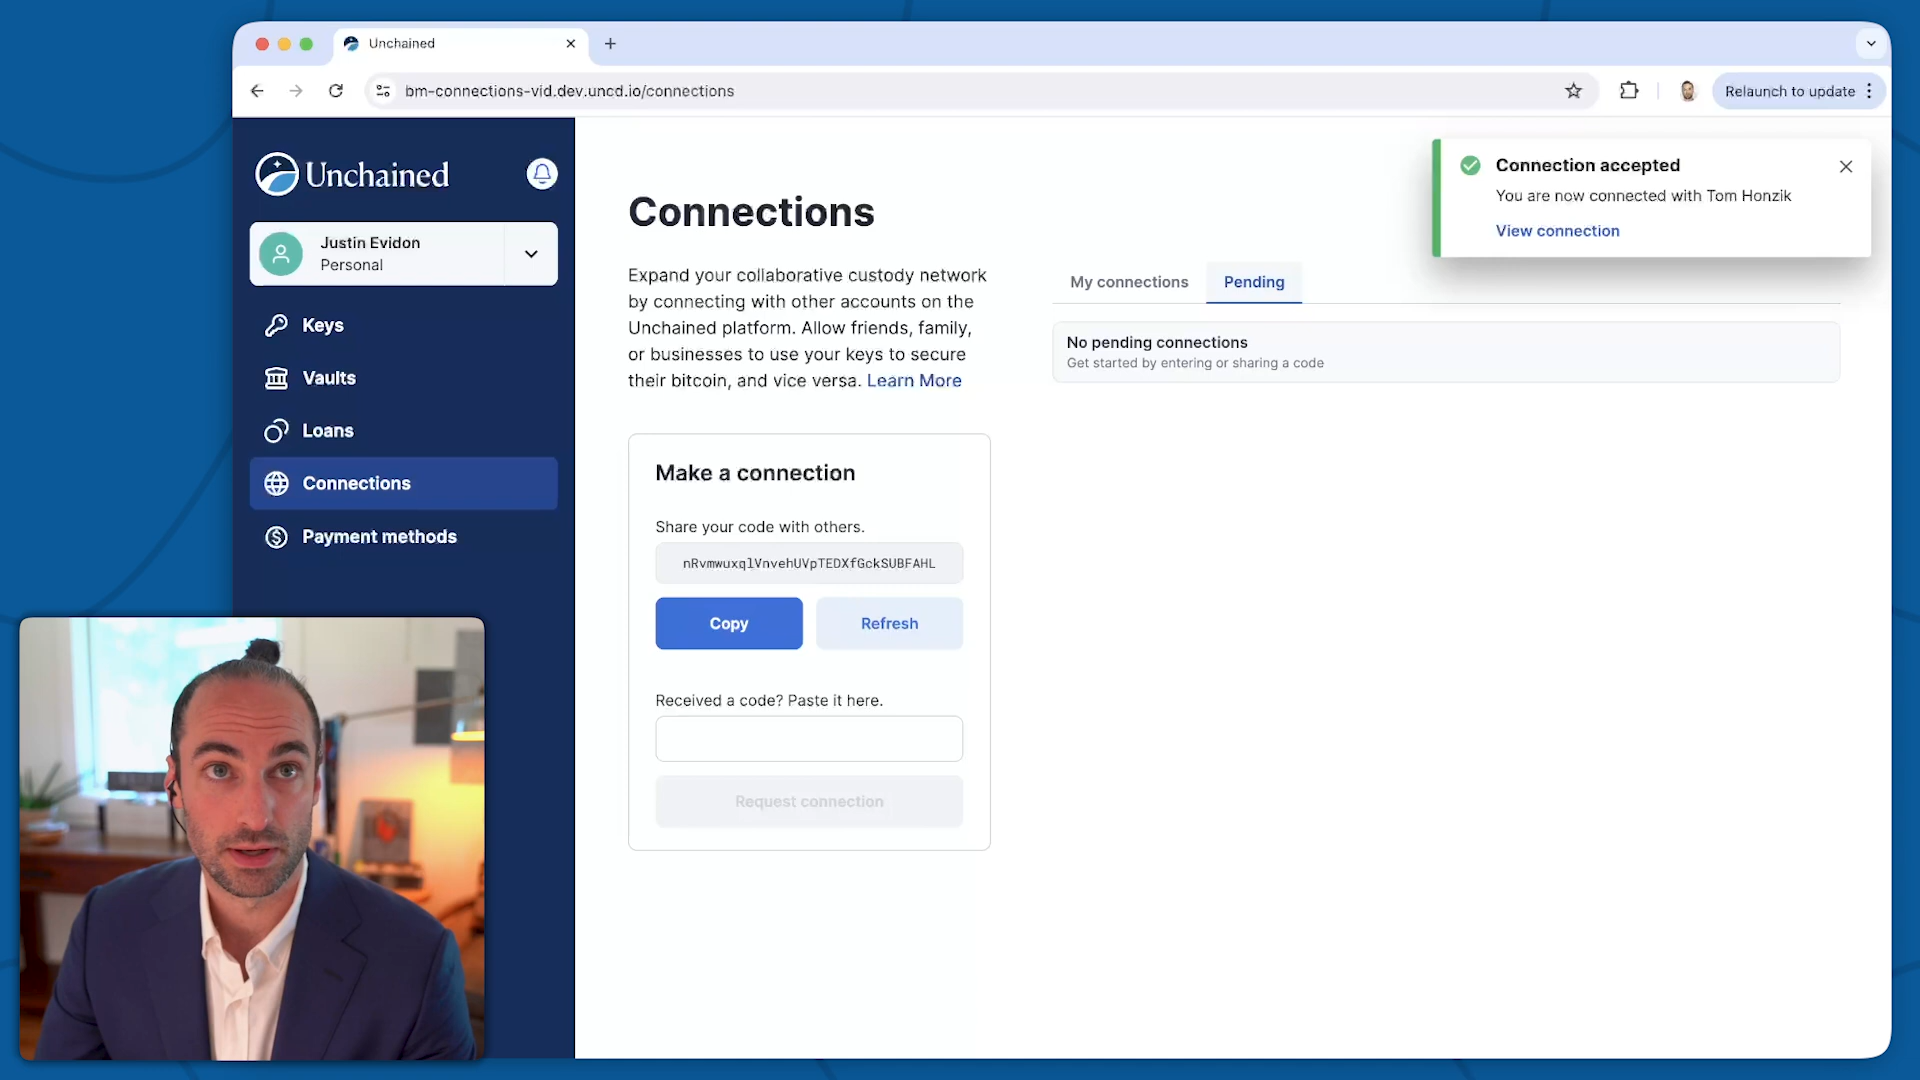 Unchained
bm-connections-vid.dev.uncd.io/connections
Relaunch to update
Unchained
Justin Evidon
Personal
Keys
Vaults
Loans
Connections
Payment methods
Connections
Expand your collaborative custody network
by connecting with other accounts on the
Unchained platform. Allow friends, family,
or businesses to use your keys to secure
their bitcoin, and vice versa. Learn More
Make a connection
Share your code with others.
nRvmwuxqlVnvehUVpTEDXfGckSUBFAHL
Copy
Refresh
Received a code? Paste it here.
Request connection
My connections
Pending
No pending connections
Get started by entering or sharing a code
Connection accepted
You are now connected with Tom Honzik
View connection